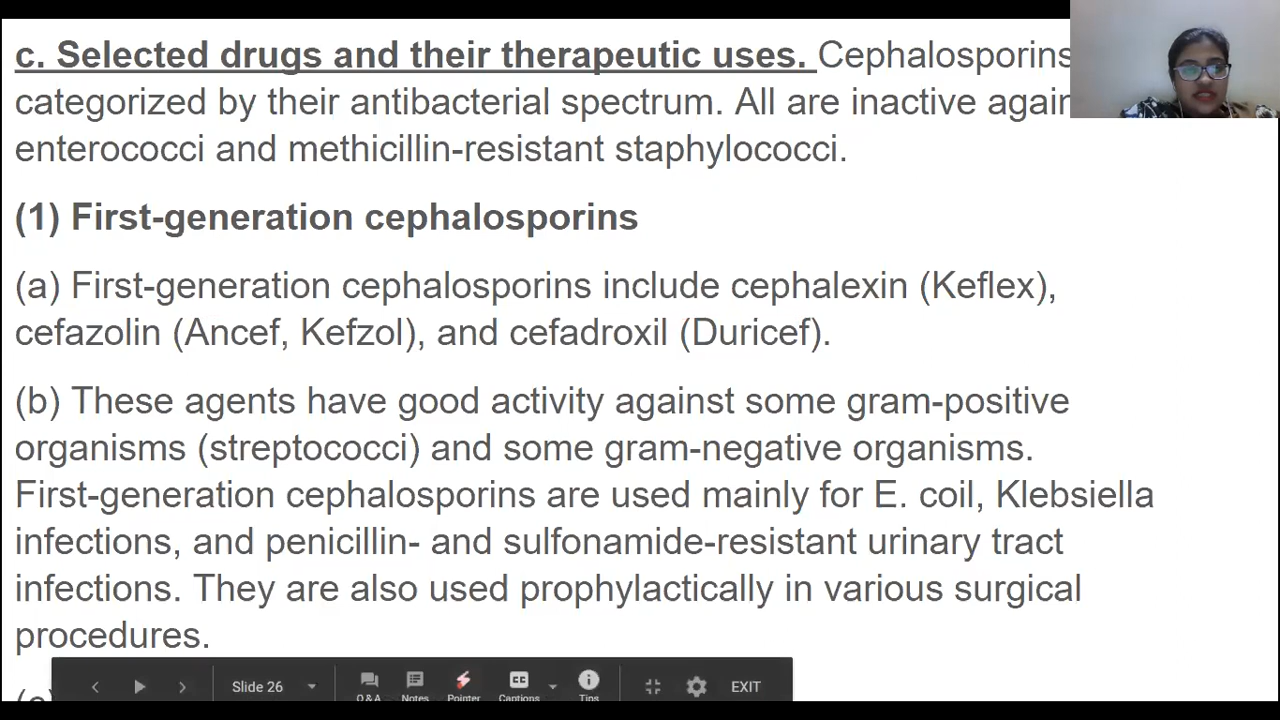 c. Selected drugs and their therapeutic uses. Cephalosporins
categorized by their antibacterial spectrum. All are inactive
enterococci and methicillin-resistant staphylococci.
(1) First-generation cephalosporins
(a) First-generation cephalosporins include cephalexin (Keflex),
cefazolin (Ancef, Kefzol), and cefadroxil (Duricef).
(b) These agents have good activity against some gram-positive
organisms (streptococci) and some gram-negative organisms.
First-generation cephalosporins are used mainly for E. coil, Klebsiella
infections, and penicillin- and sulfonamide-resistant urinary tract
infections. They are also used prophylactically in various surgical
procedures.
Slide 26
Q & A Notes Pointer Captions Tips EXIT